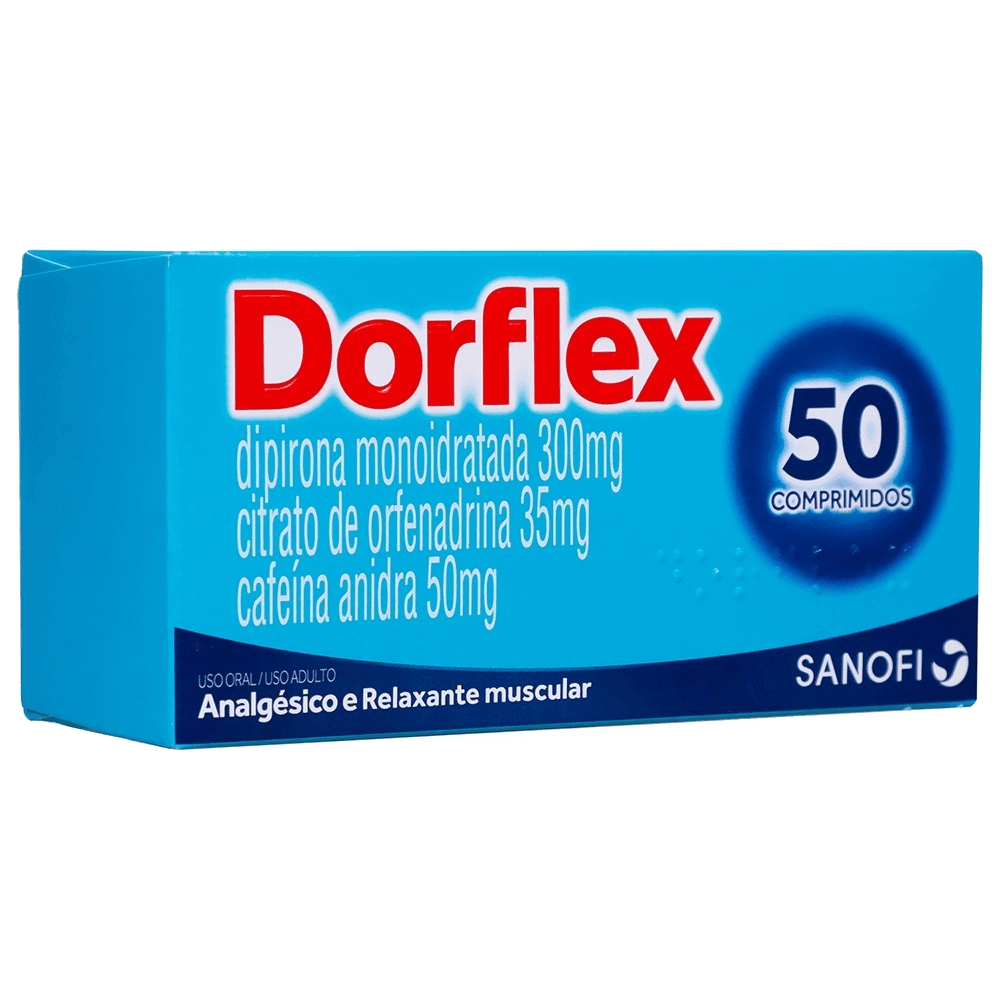 Dorflex
dipirona monoidratada 300mg
citrato de orfenadrina 35mg
cafeína anidra 50mg
50
COMPRIMIDOS
USO ORAL / USO ADULTO
Analgésico e Relaxante muscular
SANOFI